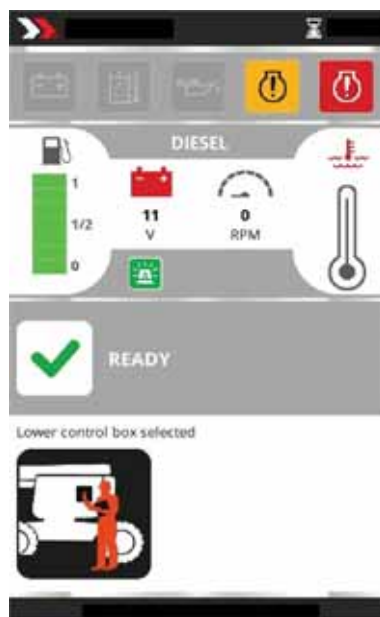 DIESEL
1
1/2
0
11
V
0
RPM
READY
Lower control box selected